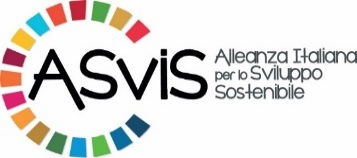 ASviS
Alleanza Italiana
per lo Sviluppo
Sostenibile